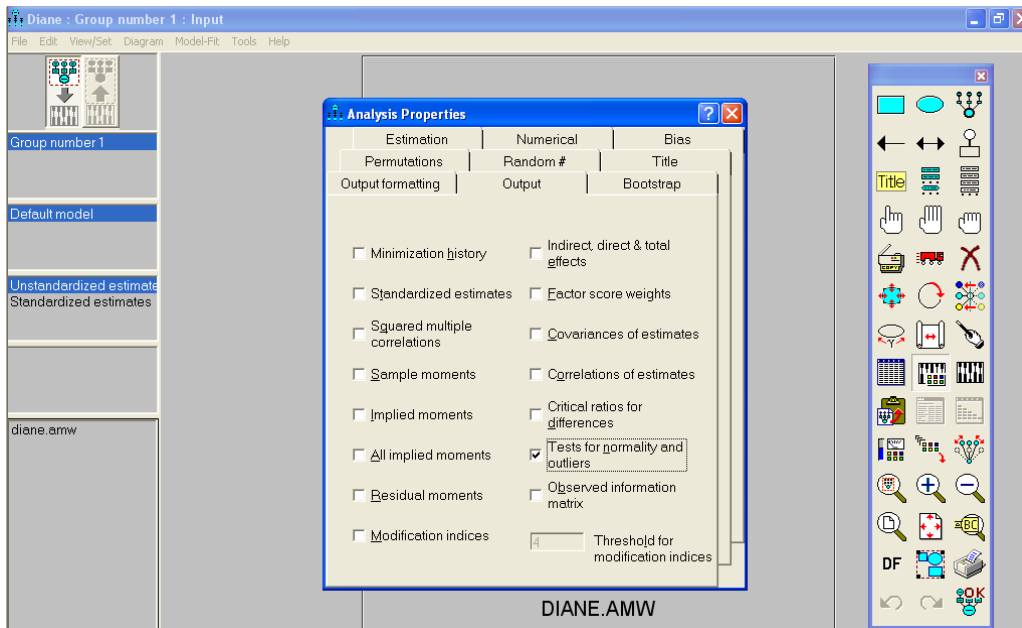 Diane : Group number 1 : Input
File Edit View/Set Diagram Model-Fit Tools Help
Group number 1
Default model
Unstandardized estimate
Standardized estimates
diane.amw
Analysis Properties
Estimation Numerical Bias
Permutations Random # Title
Output formatting Output Bootstrap
Minimization history
Indirect, direct & total
effects
Standardized estimates
Factor score weights
Squared multiple
correlations
Covariances of estimates
Sample moments
Correlations of estimates
Implied moments
Critical ratios for
differences
All implied moments
Tests for normality and
outliers
Residual moments
Observed information
matrix
Modification indices
4
Threshold for
modification indices
DIANE.AMW
Title
COPY
γ
BC
DF
OK